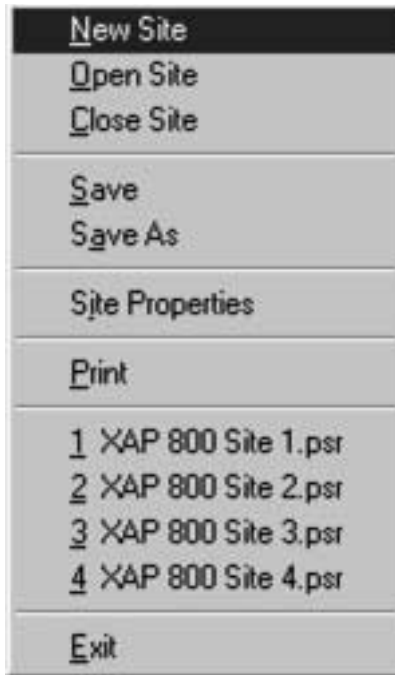 New Site
Open Site
Close Site
Save
Save As
Site Properties
Print
1 XAP 800 Site 1.psr
2 XAP 800 Site 2.psr
3 XAP 800 Site 3.psr
4 XAP 800 Site 4.psr
Exit